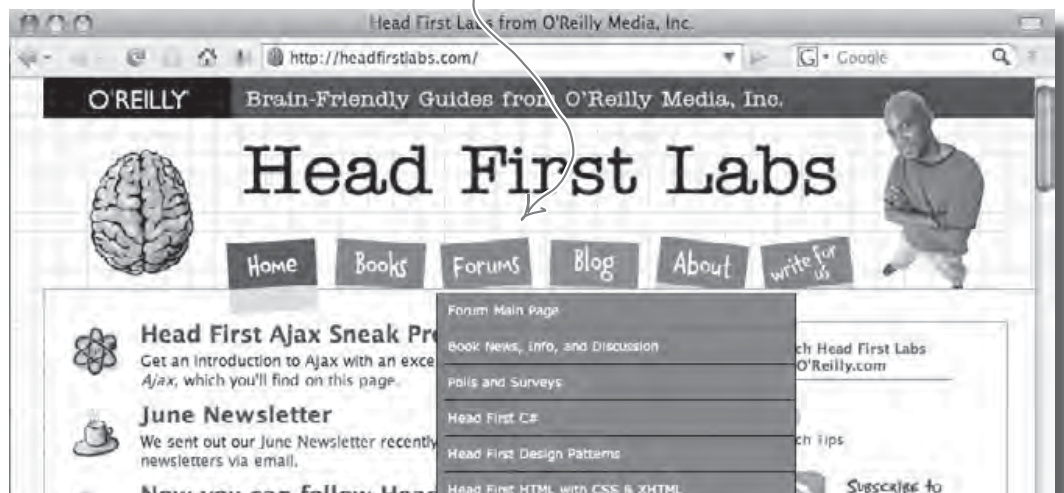 Head First Labs from O'Reilly Media, Inc.
http://headfirstlabs.com/
G Google
O'REILLY
Brain-Friendly Guides from O'Reilly Media, Inc.
Head First Labs
Home Books Forums Blog About write for us
Forum Main Page
Book News, Info, and Discussion
Polls and Surveys
Head First C#
Head First Design Patterns
Head First HTML with CSS & XHTML
Head First Ajax Sneak
Get an introduction to Ajax with an
Ajax, which you'll find on this page.
June Newsletter
We sent out our June Newsletter recently
newsletters via email.
Now you can follow
Head First Labs
O'Reilly.com
Tips
Subscribe to